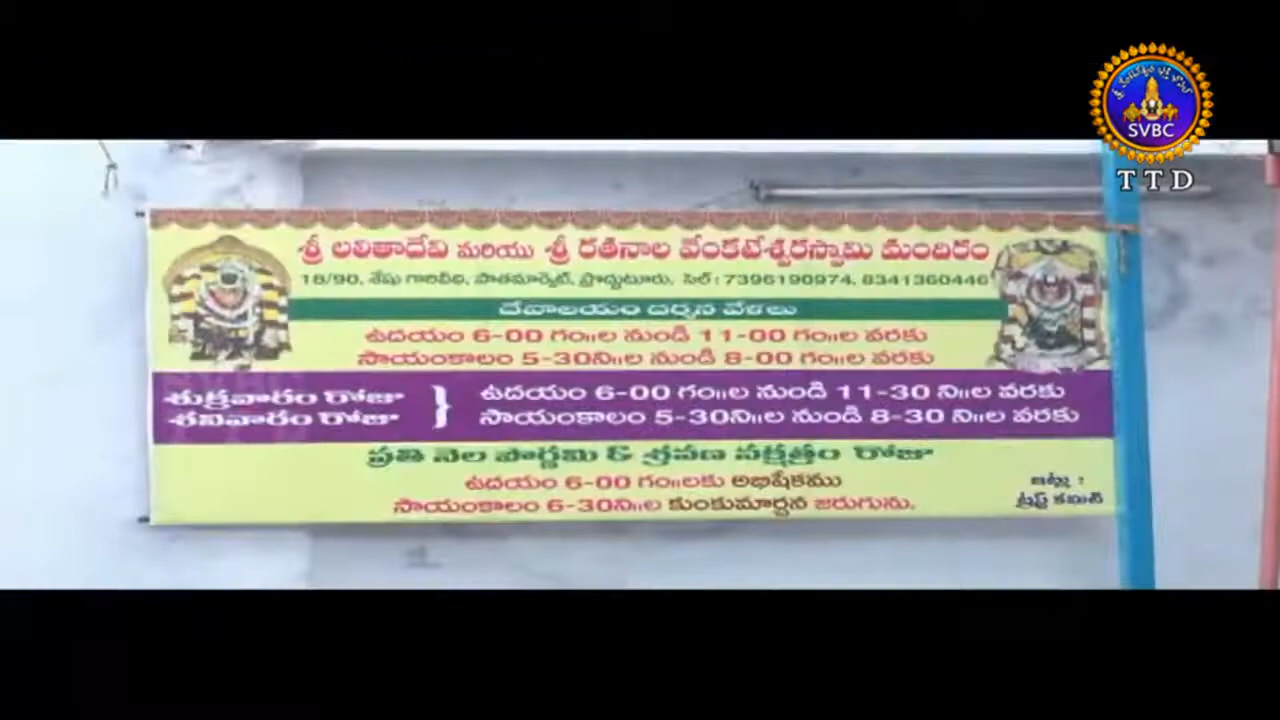 శ్రీ లలితాదేవి మరియు శ్రీ రతనాల వేంకటేశ్వరస్వామి మందిరం
18/90, శేషు గారివీధి, పాతమార్కెట్, ప్రొద్దుటూరు. సెల్ : 7396190974, 8341360446
దేవాలయం దర్శన వేళలు
ఉదయం 6-00 గం॥ల నుండి 11-00 గం॥ల వరకు
సాయంకాలం 5-30ని॥ల నుండి 8-00 గం॥ల వరకు
శుక్రవారం రోజు
శనివారం రోజు
}
ఉదయం 6-00 గం॥ల నుండి 11-30 ని॥ల వరకు
సాయంకాలం 5-30ని॥ల నుండి 8-30 ని॥ల వరకు
ప్రతి నెల పౌర్ణమి & శ్రవణ నక్షత్రం రోజు
ఉదయం 6-00 గం॥లకు అభిషేకము
సాయంకాలం 6-30ని॥ల కుంకుమార్చన జరుగును.
ఇట్లు :
ట్రస్ట్ కమిటి
SVBC
TTD